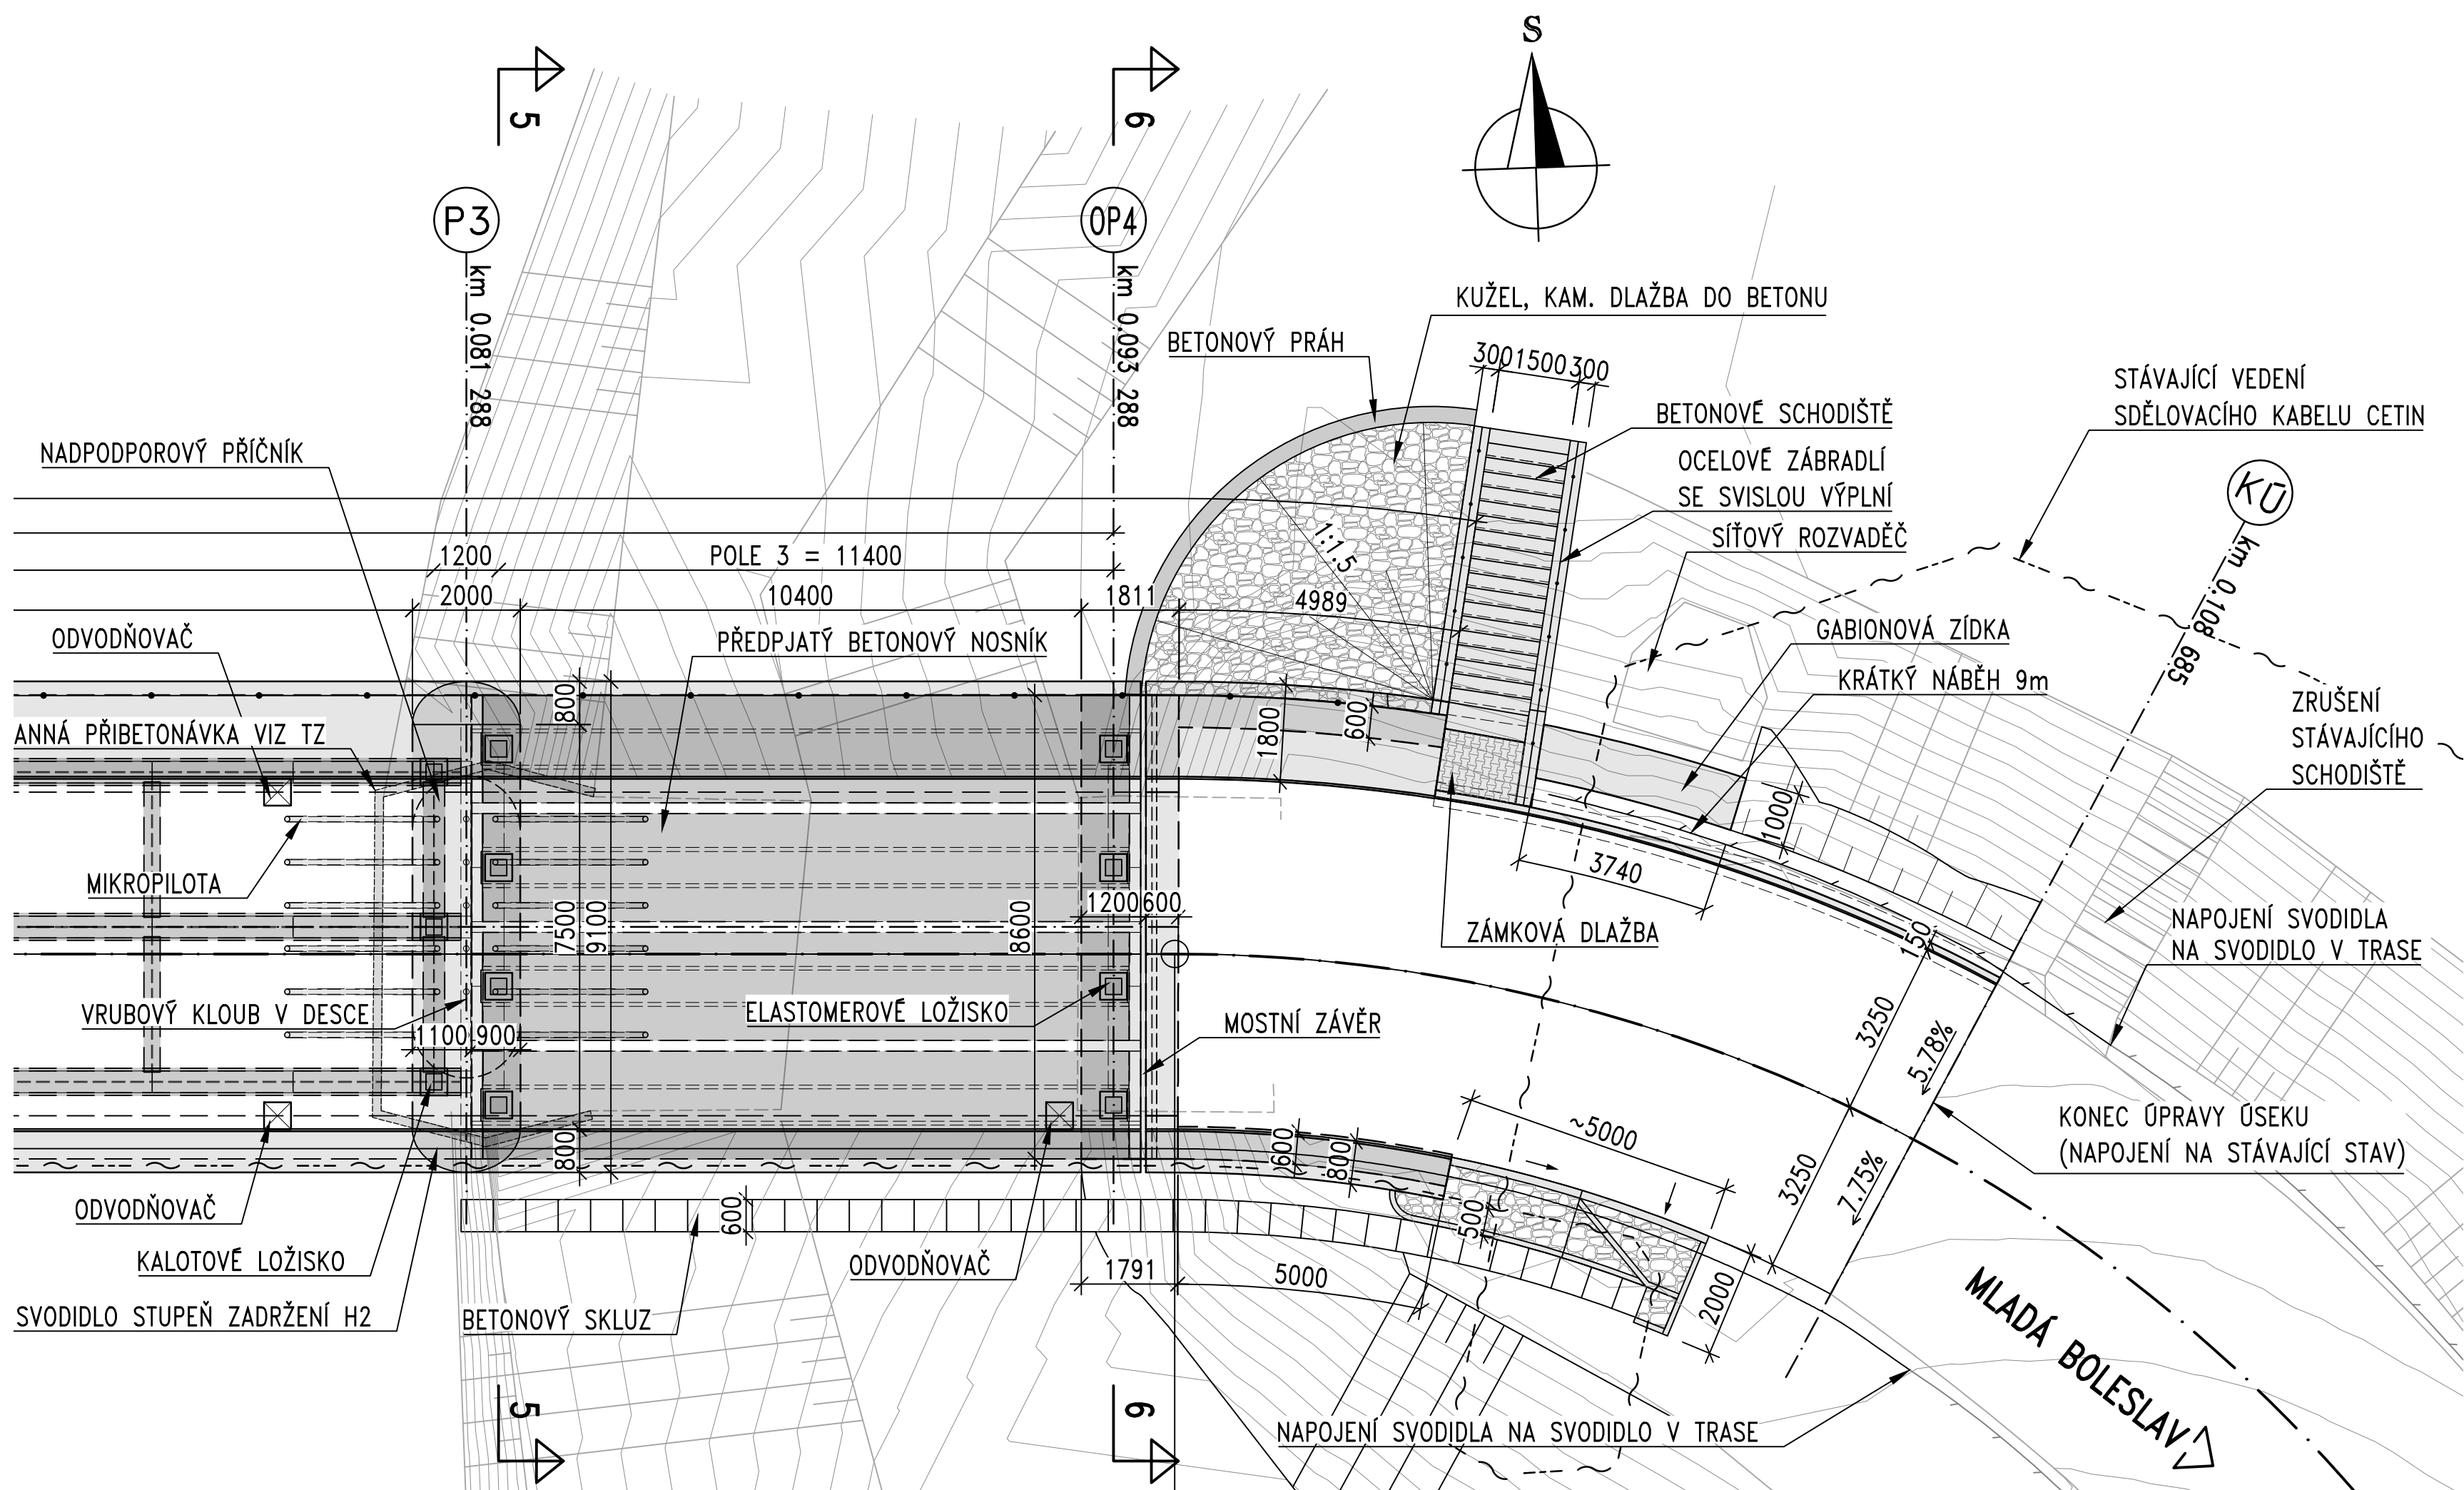 S
5
6
P3
OP4
km 0.081 288
km 0.093 288
KUŽEL, KAM. DLAŽBA DO BETONU
BETONOVÝ PRÁH
300
1500
300
STÁVAJÍCÍ VEDENÍ
SDĚLOVACÍHO KABELU CETIN
BETONOVÉ SCHODIŠTĚ
NADPODPOROVÝ PŘÍČNÍK
OCELOVÉ ZÁBRADLÍ
SE SVISLOU VÝPLNÍ
KÚ
km 0.108 685
SÍŤOVÝ ROZVADĚČ
1:1.5
1200
POLE 3 = 11400
2000
10400
1811
4989
ODVODŇOVAČ
PŘEDPJATÝ BETONOVÝ NOSNÍK
GABIONOVÁ ZÍDKA
KRÁTKÝ NÁBĚH 9m
ZRUŠENÍ
STÁVAJÍCÍHO
SCHODIŠTĚ
800
1800
600
ANNÁ PŘIBETONÁVKA VIZ TZ
1000
3740
MIKROPILOTA
1200
600
7500
9100
8600
ZÁMKOVÁ DLAŽBA
150
NAPOJENÍ SVODIDLA
NA SVODIDLO V TRASE
VRUBOVÝ KLOUB V DESCE
ELASTOMEROVÉ LOŽISKO
MOSTNÍ ZÁVĚR
1100
900
3250
5.78%
~5000
KONEC ÚPRAVY ÚSEKU
(NAPOJENÍ NA STÁVAJÍCÍ STAV)
800
600
800
3250
7.75%
ODVODŇOVAČ
600
500
KALOTOVÉ LOŽISKO
ODVODŇOVAČ
1791
5000
2000
SVODIDLO STUPEŇ ZADRŽENÍ H2
BETONOVÝ SKLUZ
MLADÁ BOLESLAV
5
6
NAPOJENÍ SVODIDLA NA SVODIDLO V TRASE